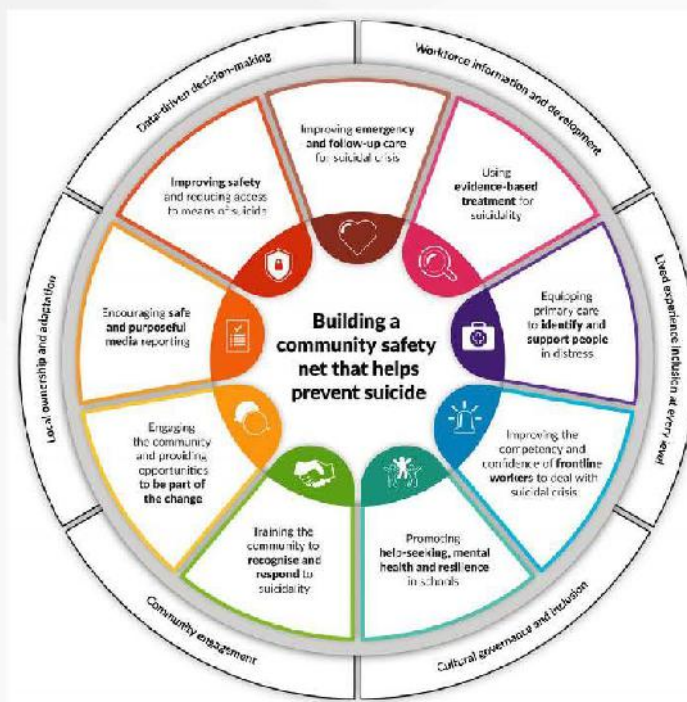 Data-driven decision-making
Workforce information and development
Lived experience inclusion at every level
Cultural governance and inclusion
Community engagement
Local ownership and adaptation
Improving emergency
and follow-up care
for suicidal crisis
Using
evidence-based
treatment for
suicidality
Equipping
primary care
to identify and
support people
in distress
Improving the
competency and
confidence of frontline
workers to deal with
suicidal crisis
Promoting
help-seeking, mental
health and resilience
in schools
Training the
community to
recognise and
respond to
suicidality
Engaging
the community
and providing
opportunities
to be part of
the change
Encouraging safe
and purposeful
media reporting
Improving safety
and reducing access
to means of suicide
Building a
community safety
net that helps
prevent suicide